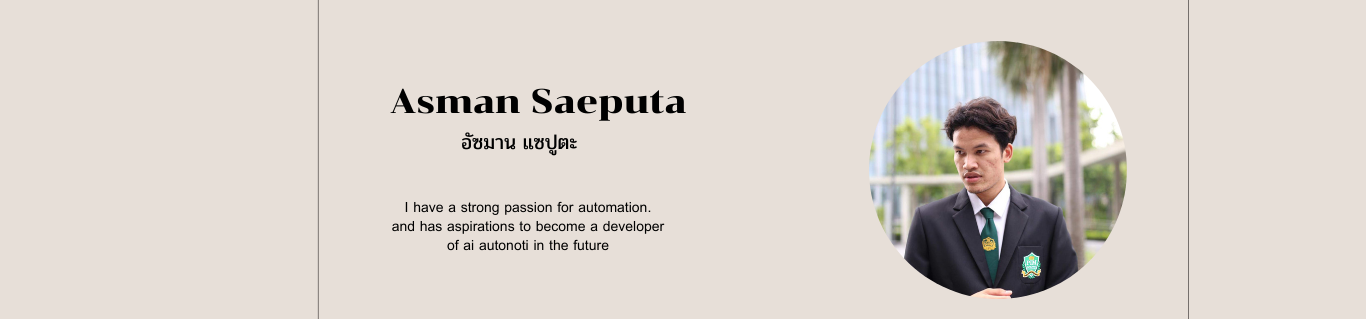 Asman Saeputa
อัซมาน แซปูตะ
I have a strong passion for automation.
and has aspirations to become a developer
of ai autonoti in the future